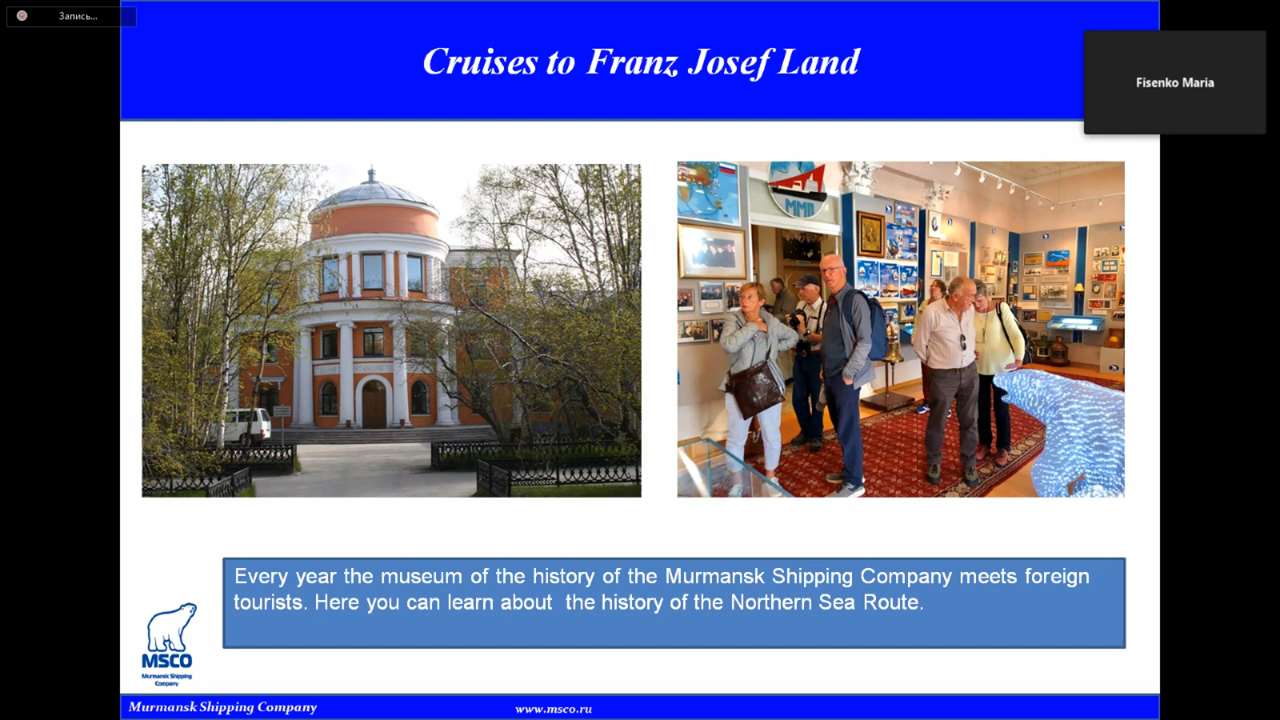 Запись...
Cruises to Franz Josef Land
Fisenko Maria
ММП
Every year the museum of the history of the Murmansk Shipping Company meets foreign
tourists. Here you can learn about the history of the Northern Sea Route.
MSCO
Murmansk Shipping
Company
Murmansk Shipping Company
www.msco.ru